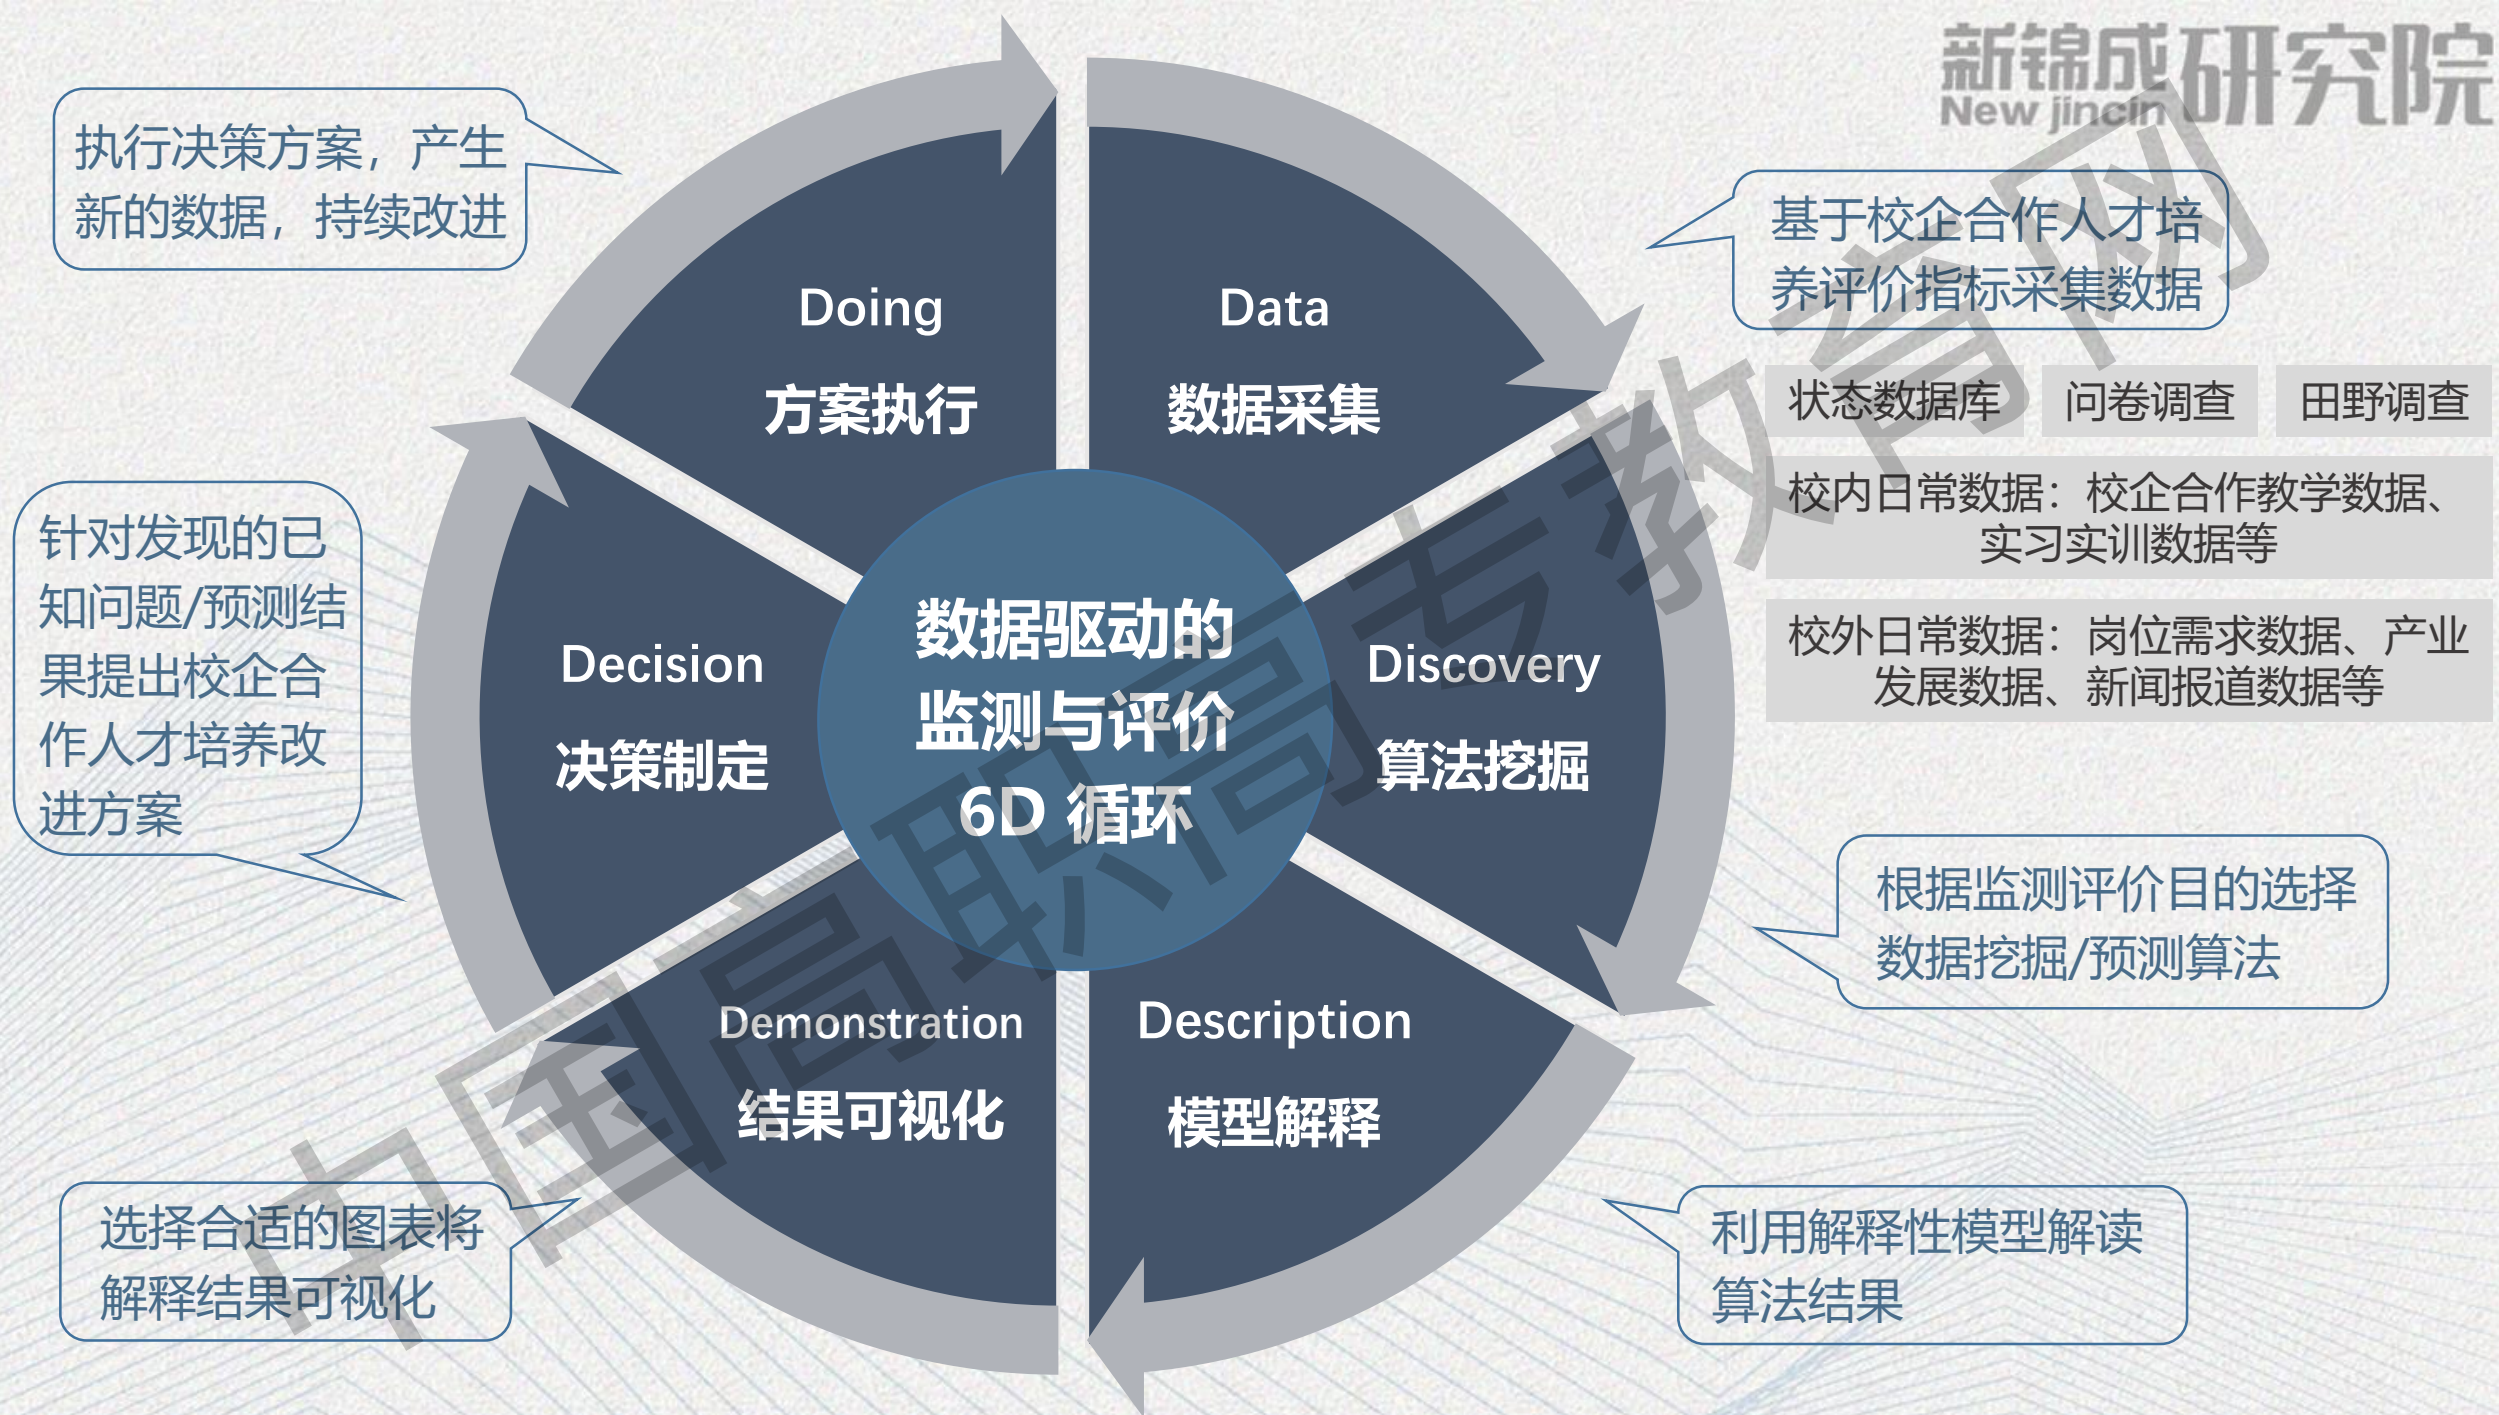 新锦成研究院
New jincin
执行决策方案，产生
新的数据，持续改进
基于校企合作人才培
养评价指标采集数据
Doing
方案执行
Data
数据采集
状态数据库
问卷调查
田野调查
校内日常数据：校企合作教学数据、
实习实训数据等
校外日常数据：岗位需求数据、产业
发展数据、新闻报道数据等
针对发现的已
知问题/预测结
果提出校企合
作人才培养改
进方案
Decision
决策制定
数据驱动的
监测与评价
6D 循环
Discovery
算法挖掘
根据监测评价目的选择
数据挖掘/预测算法
Demonstration
结果可视化
Description
模型解释
选择合适的图表将
解释结果可视化
利用解释性模型解读
算法结果
中国高职高专教育网